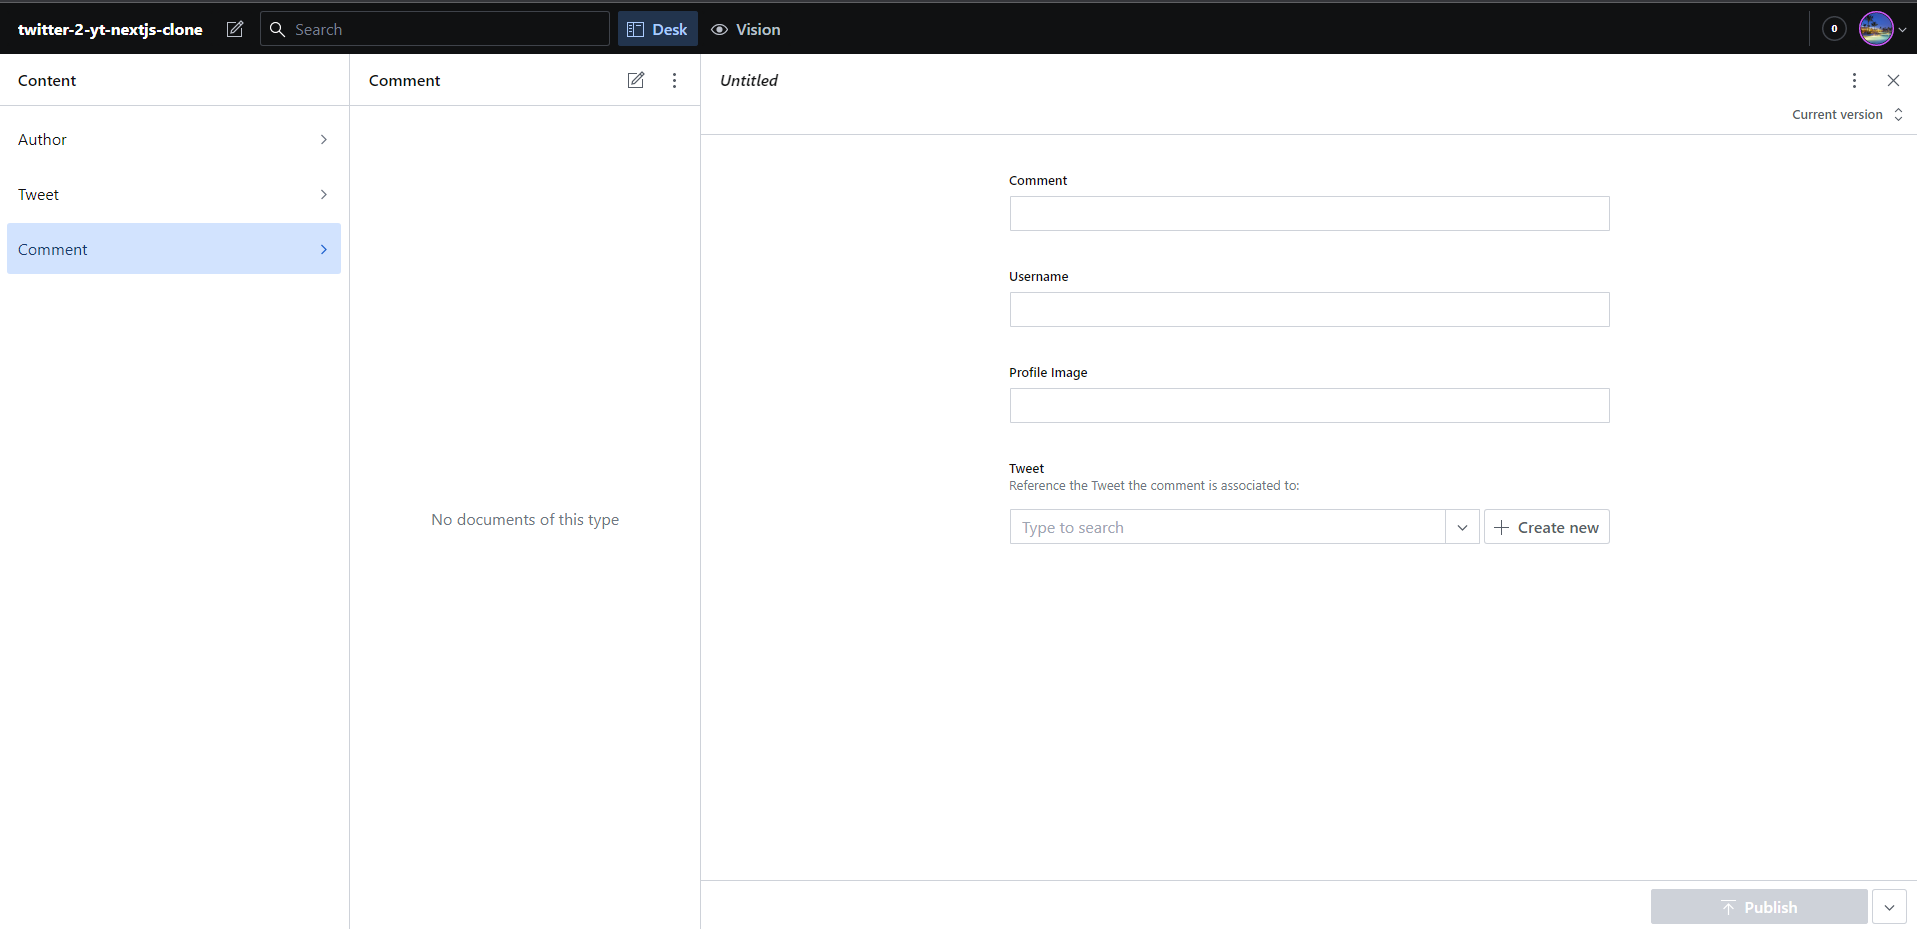 twitter-2-yt-nextjs-clone
Search
Desk
Vision
0
Content
Author
Tweet
Comment
Comment
No documents of this type
Untitled
Current version
Comment
Username
Profile Image
Tweet
Reference the Tweet the comment is associated to:
Type to search
Create new
Publish